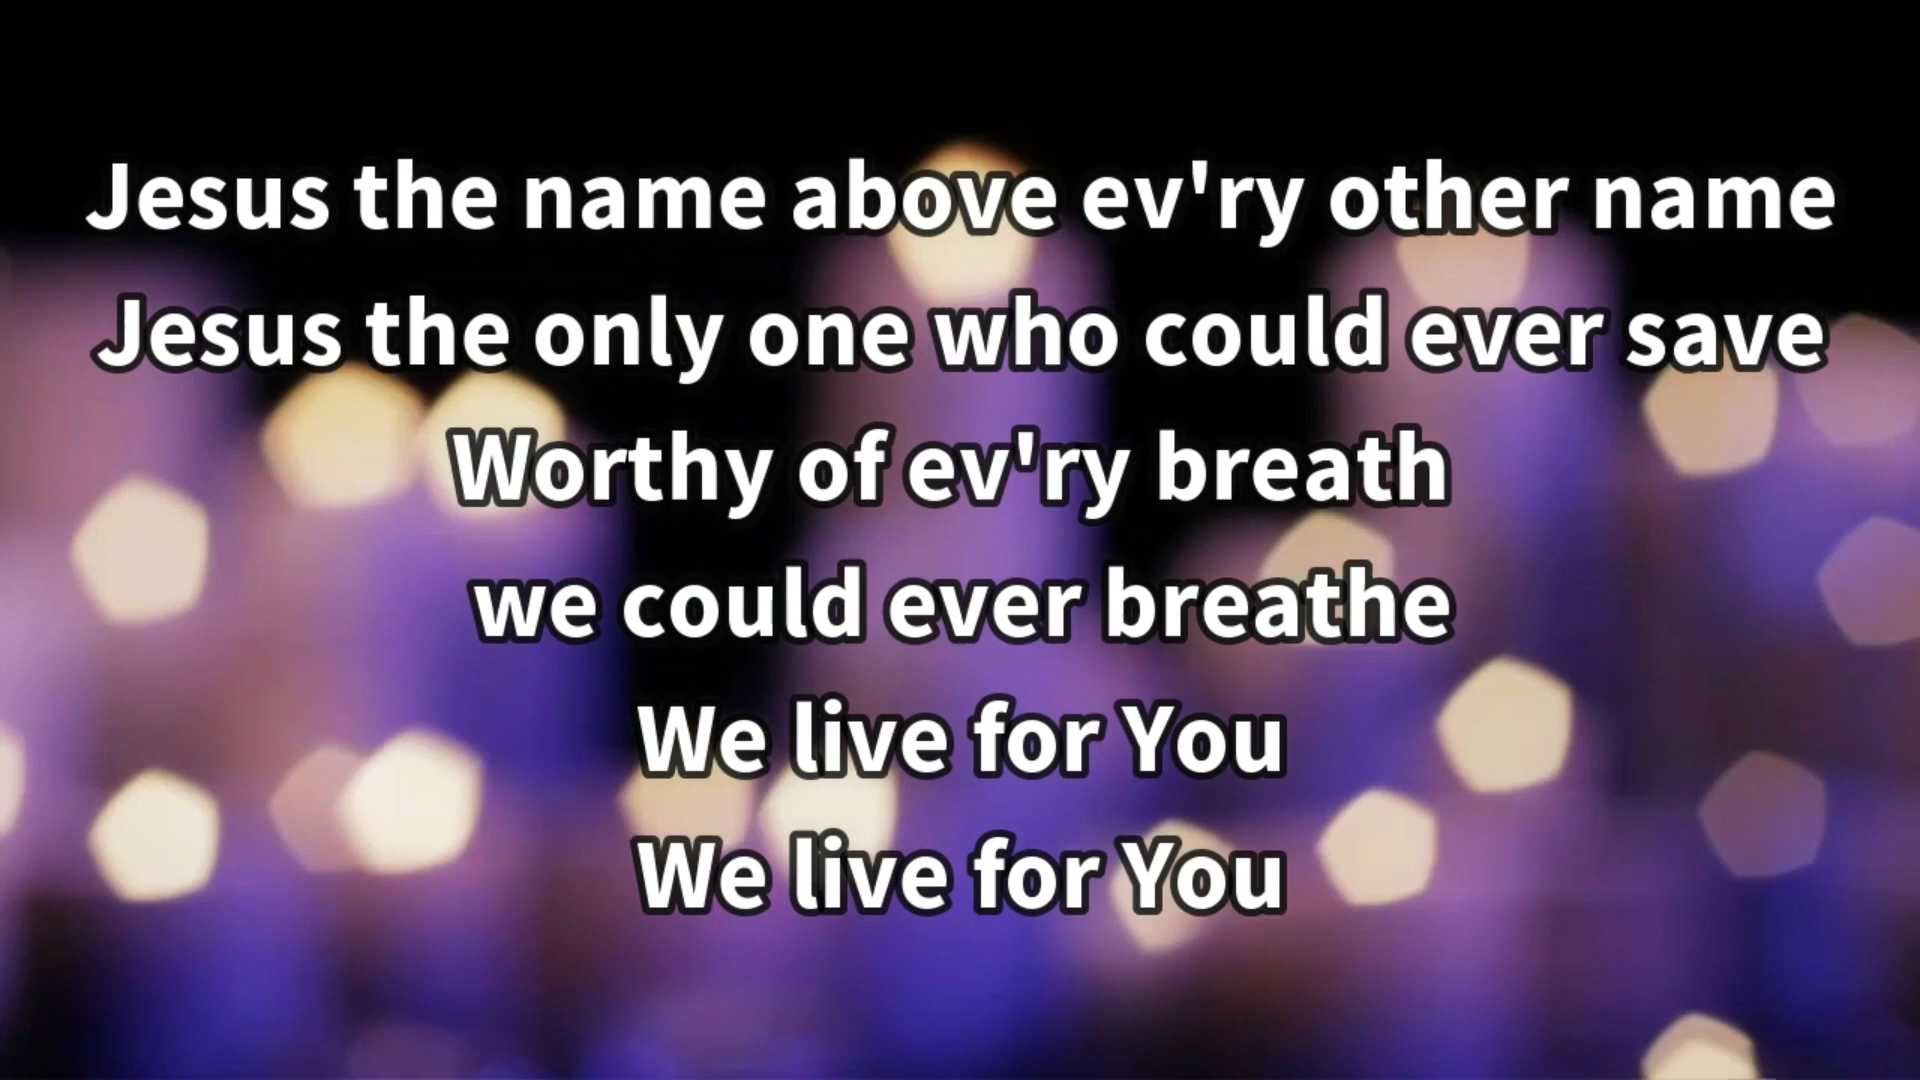 Jesus the name above ev'ry other name
Jesus the only one who could ever save
Worthy of ev'ry breath
we could ever breathe
We live for You
We live for You